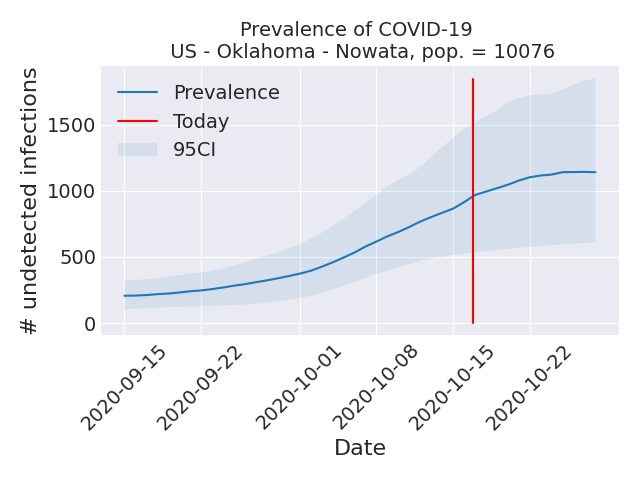 Prevalence of COVID-19
US - Oklahoma - Nowata, pop. = 10076
Prevalence
Today
95CI
# undetected infections
1500
1000
500
0
2020-09-15
2020-09-22
2020-10-01
2020-10-08
2020-10-15
2020-10-22
Date